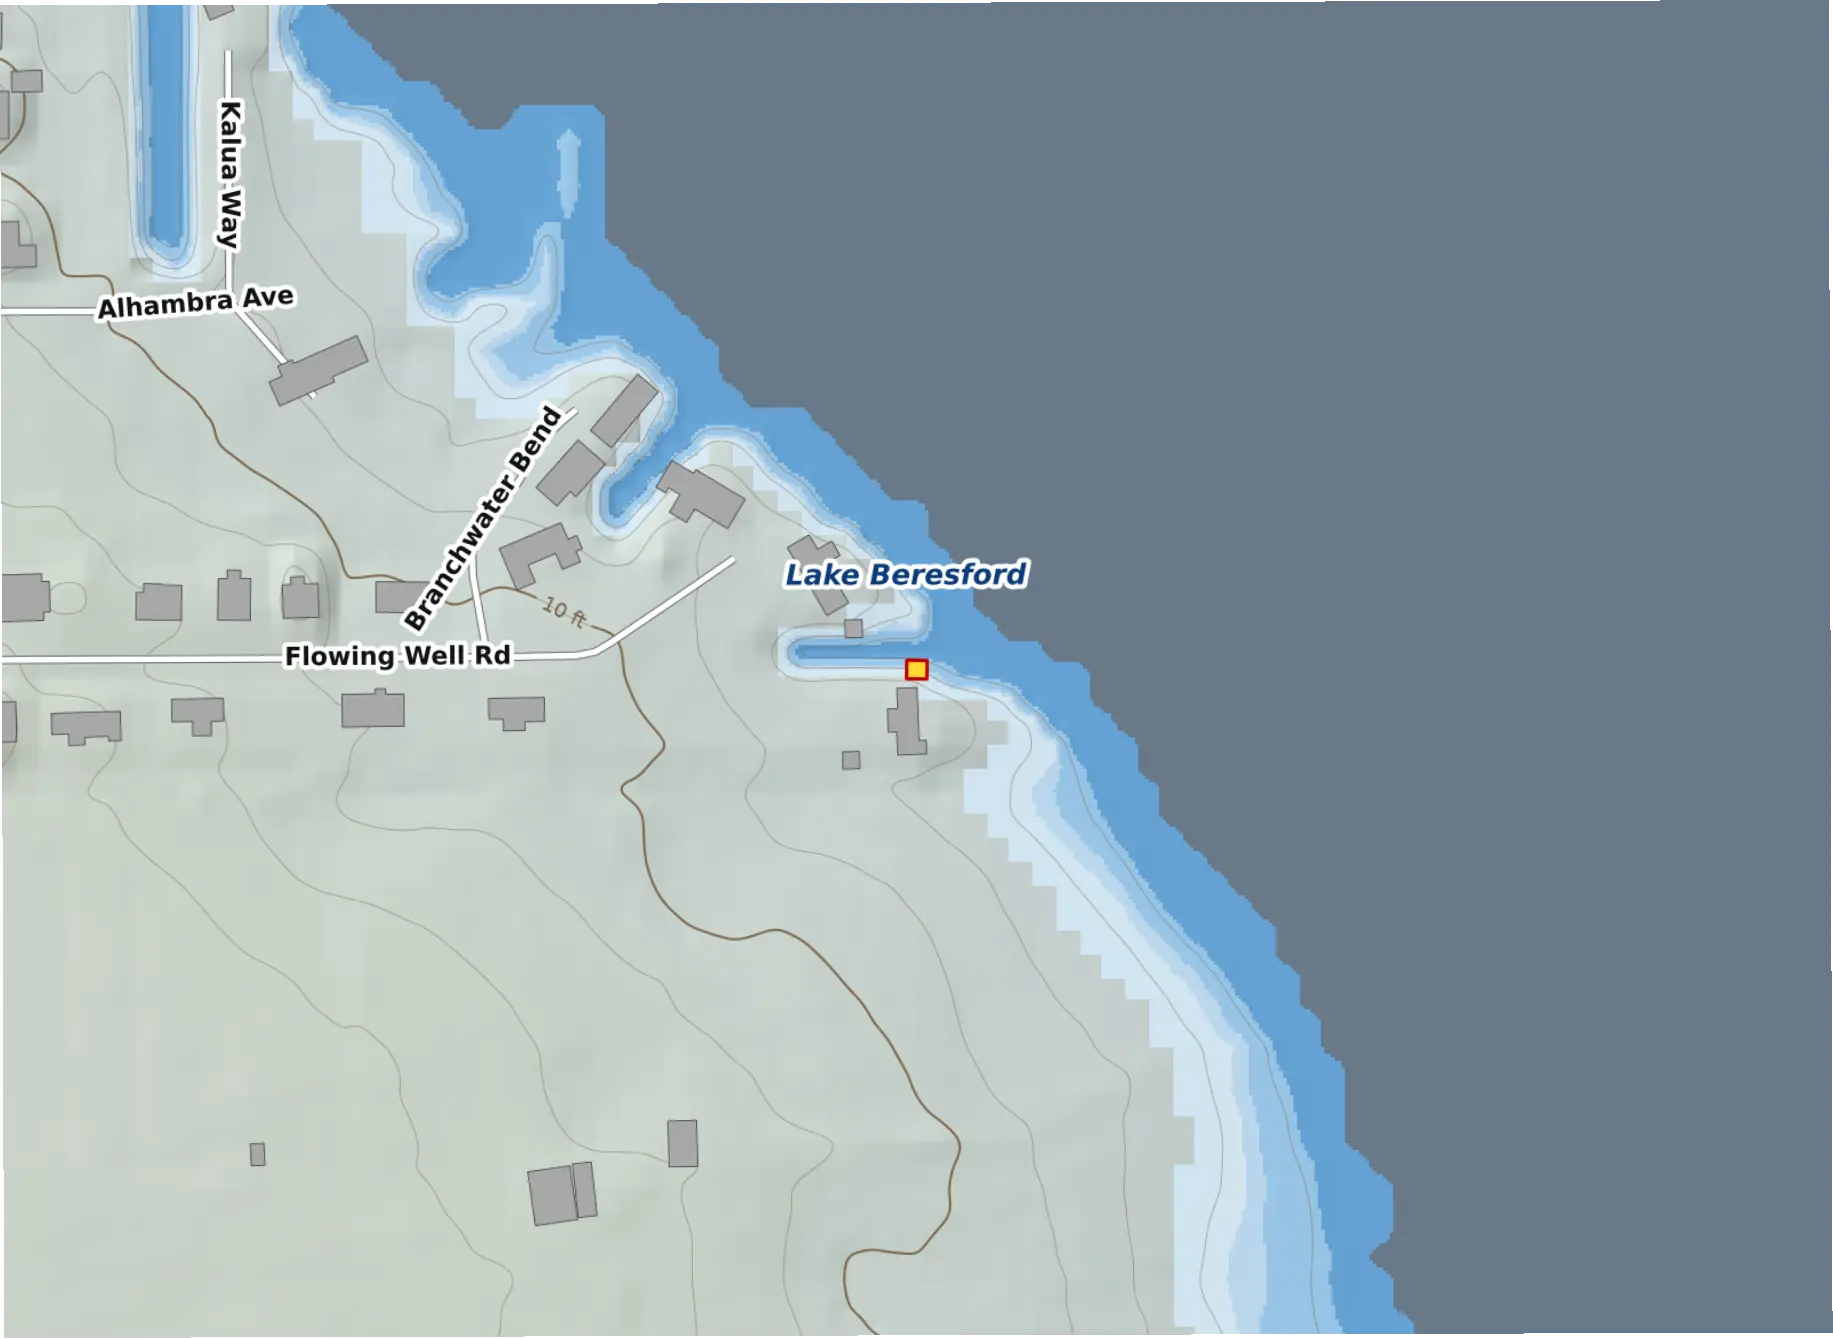 Kalua Way
Alhambra Ave
Branchwater Bend
Lake Beresford
10 ft
Flowing Well Rd